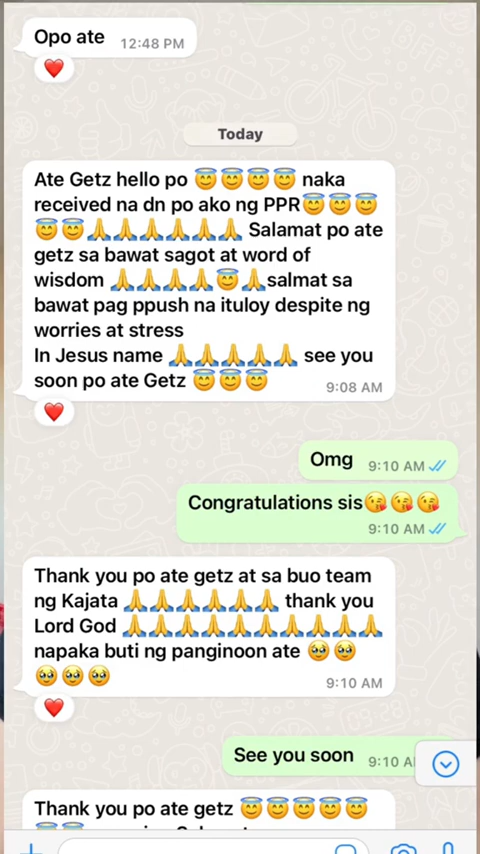 Opo ate 12:48 PM
❤️
Today
Ate Getz hello po 😇😇😇😇 naka
received na dn po ako ng PPR😇😇😇
😇😇🙏🙏🙏🙏🙏🙏 Salamat po ate
getz sa bawat sagot at word of
wisdom 🙏🙏🙏🙏😇🙏salmat sa
bawat pag ppush na ituloy despite ng
worries at stress
In Jesus name 🙏🙏🙏🙏🙏 see you
soon po ate Getz 😇😇😇 9:08 AM
❤️
Omg 9:10 AM
Congratulations sis😘😘😘
9:10 AM
Thank you po ate getz at sa buo team
ng Kajata 🙏🙏🙏🙏🙏🙏 thank you
Lord God 🙏🙏🙏🙏🙏🙏🙏🙏🙏🙏
napaka buti ng panginoon ate 🥹🥹
🥹🥹🥹 9:10 AM
❤️
See you soon 9:10
Thank you po ate getz 😇😇😇😇😇